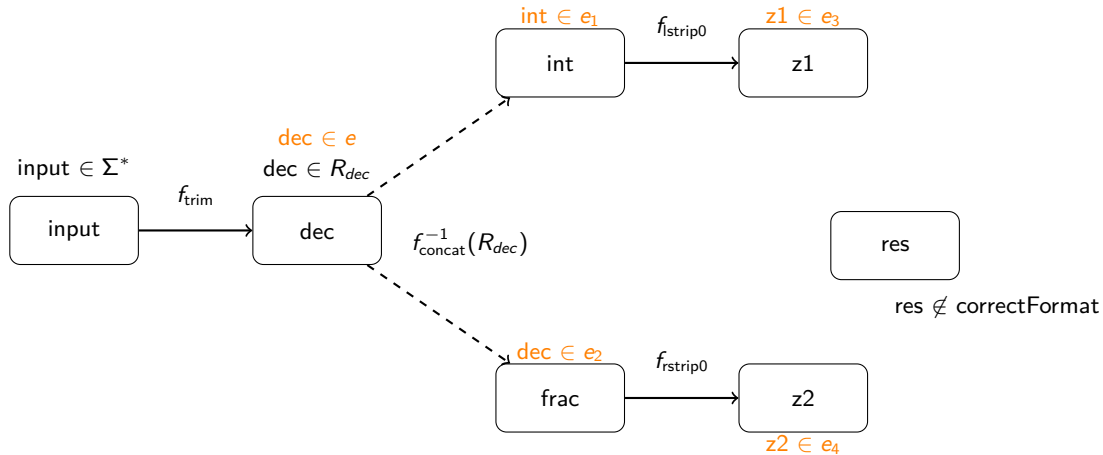 int ∈ e₁
z1 ∈ e₃
f_lstrip0
int
z1
dec ∈ e
input ∈ Σ*
dec ∈ R_dec
f_trim
input
dec
f_concat^{-1}(R_dec)
res
res ∉ correctFormat
dec ∈ e₂
f_rstrip0
frac
z2
z2 ∈ e₄